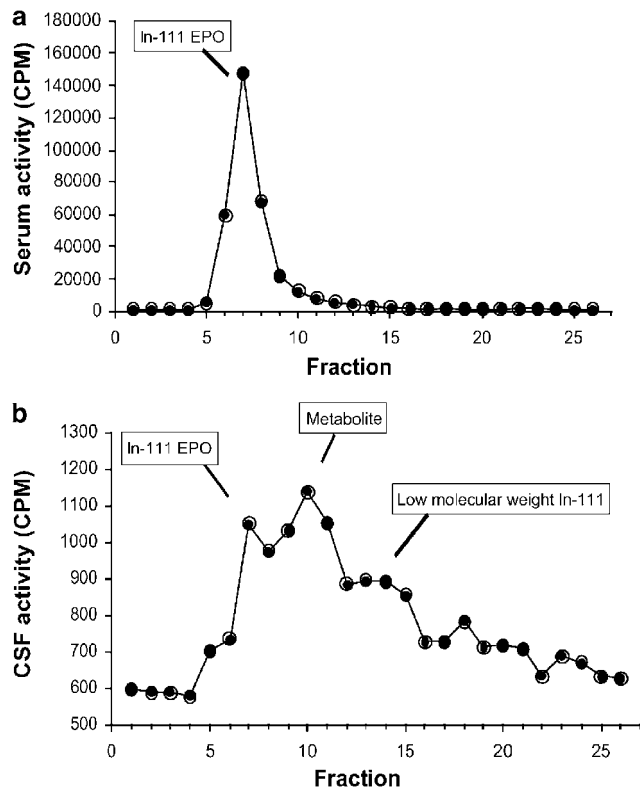 a
In-111 EPO
Serum activity (CPM)
180000
160000
140000
120000
100000
80000
60000
40000
20000
0
0 5 10 15 20 25
Fraction
b
Metabolite
In-111 EPO
Low molecular weight In-111
CSF activity (CPM)
1300
1200
1100
1000
900
800
700
600
500
0 5 10 15 20 25
Fraction